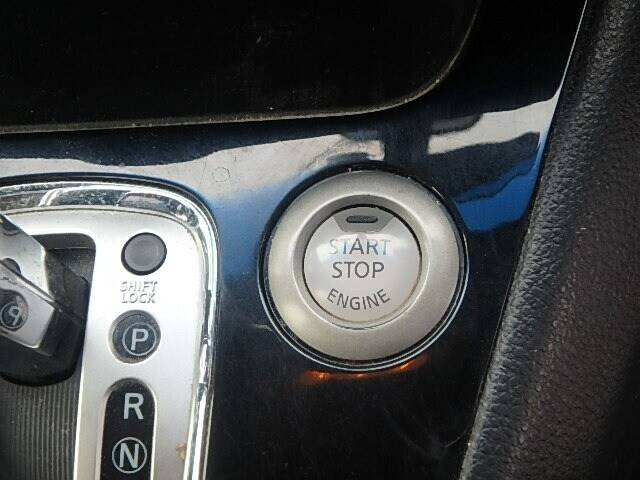 START
STOP
ENGINE
SHIFT
LOCK
P
R
N